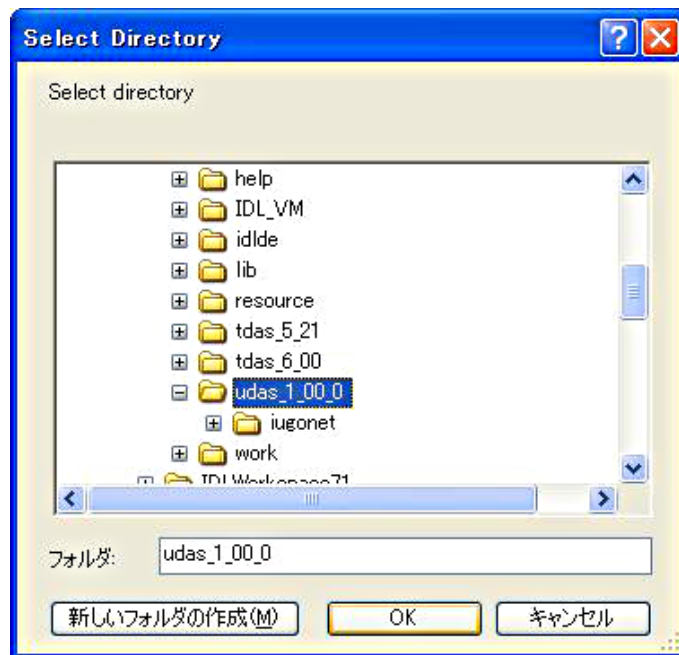 Select Directory
Select directory
help
IDL_VM
idlde
lib
resource
tdas_5_21
tdas_6_00
udas_1_00_0
iugonet
work
IDLWorkspace71
フォルダ: udas_1_00_0
新しいフォルダの作成(M) OK キャンセル